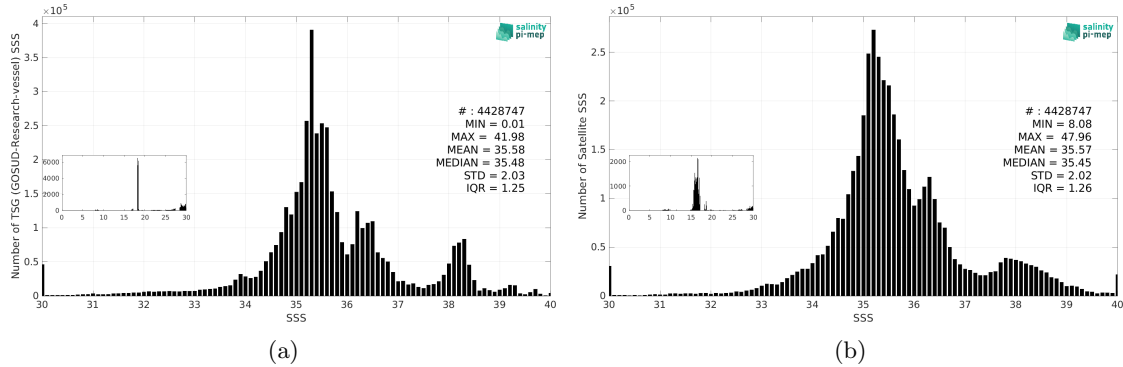 ×10⁵
4
3.5
3
2.5
2
1.5
1
0.5
0
Number of TSG (GOSUD-Research-vessel) SSS
salinity
pi-mep
# : 4428747
MIN = 0.01
MAX = 41.98
MEAN = 35.58
MEDIAN = 35.48
STD = 2.03
IQR = 1.25
6000
4000
2000
0
0 5 10 15 20 25 30
30 31 32 33 34 35 36 37 38 39 40
SSS
(a)
×10⁵
2.5
2
1.5
1
0.5
0
Number of Satellite SSS
salinity
pi-mep
# : 4428747
MIN = 8.08
MAX = 47.96
MEAN = 35.57
MEDIAN = 35.45
STD = 2.02
IQR = 1.26
2000
1000
0
0 5 10 15 20 25 30
30 31 32 33 34 35 36 37 38 39 40
SSS
(b)